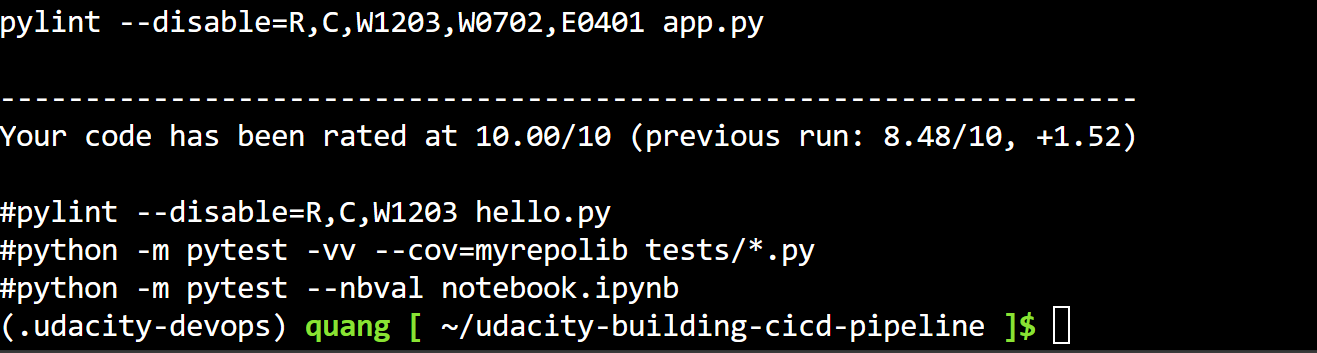 pylint --disable=R,C,W1203,W0702,E0401 app.py
--------------------------------------------------------------------
Your code has been rated at 10.00/10 (previous run: 8.48/10, +1.52)
#pylint --disable=R,C,W1203 hello.py
#python -m pytest -vv --cov=myrepolib tests/*.py
#python -m pytest --nbval notebook.ipynb
(.udacity-devops) quang [ ~/udacity-building-cicd-pipeline ]$